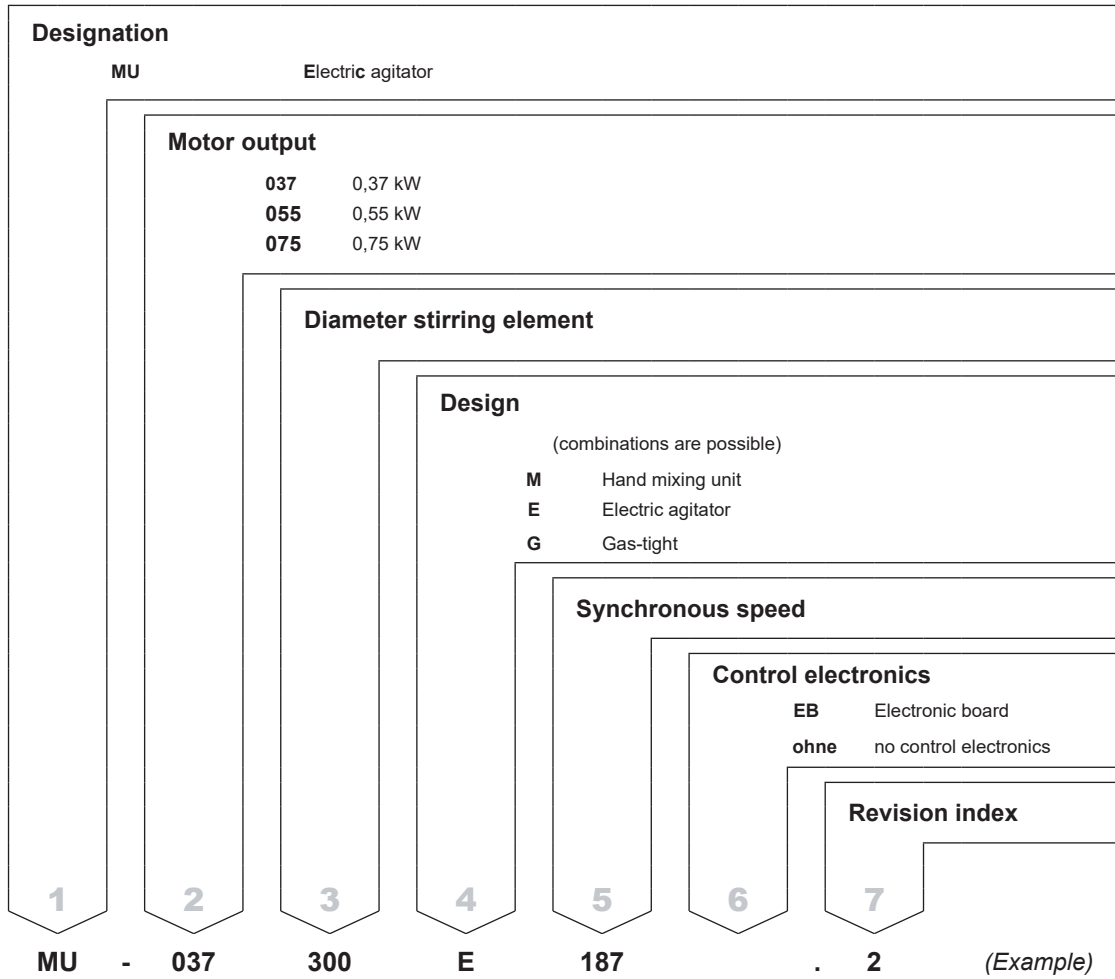 Designation
MU Electric agitator
Motor output
037 0,37 kW
055 0,55 kW
075 0,75 kW
Diameter stirring element
Design
(combinations are possible)
M Hand mixing unit
E Electric agitator
G Gas-tight
Synchronous speed
Control electronics
EB Electronic board
ohne no control electronics
Revision index
1 2 3 4 5 6 7
MU - 037 300 E 187 . 2 (Example)